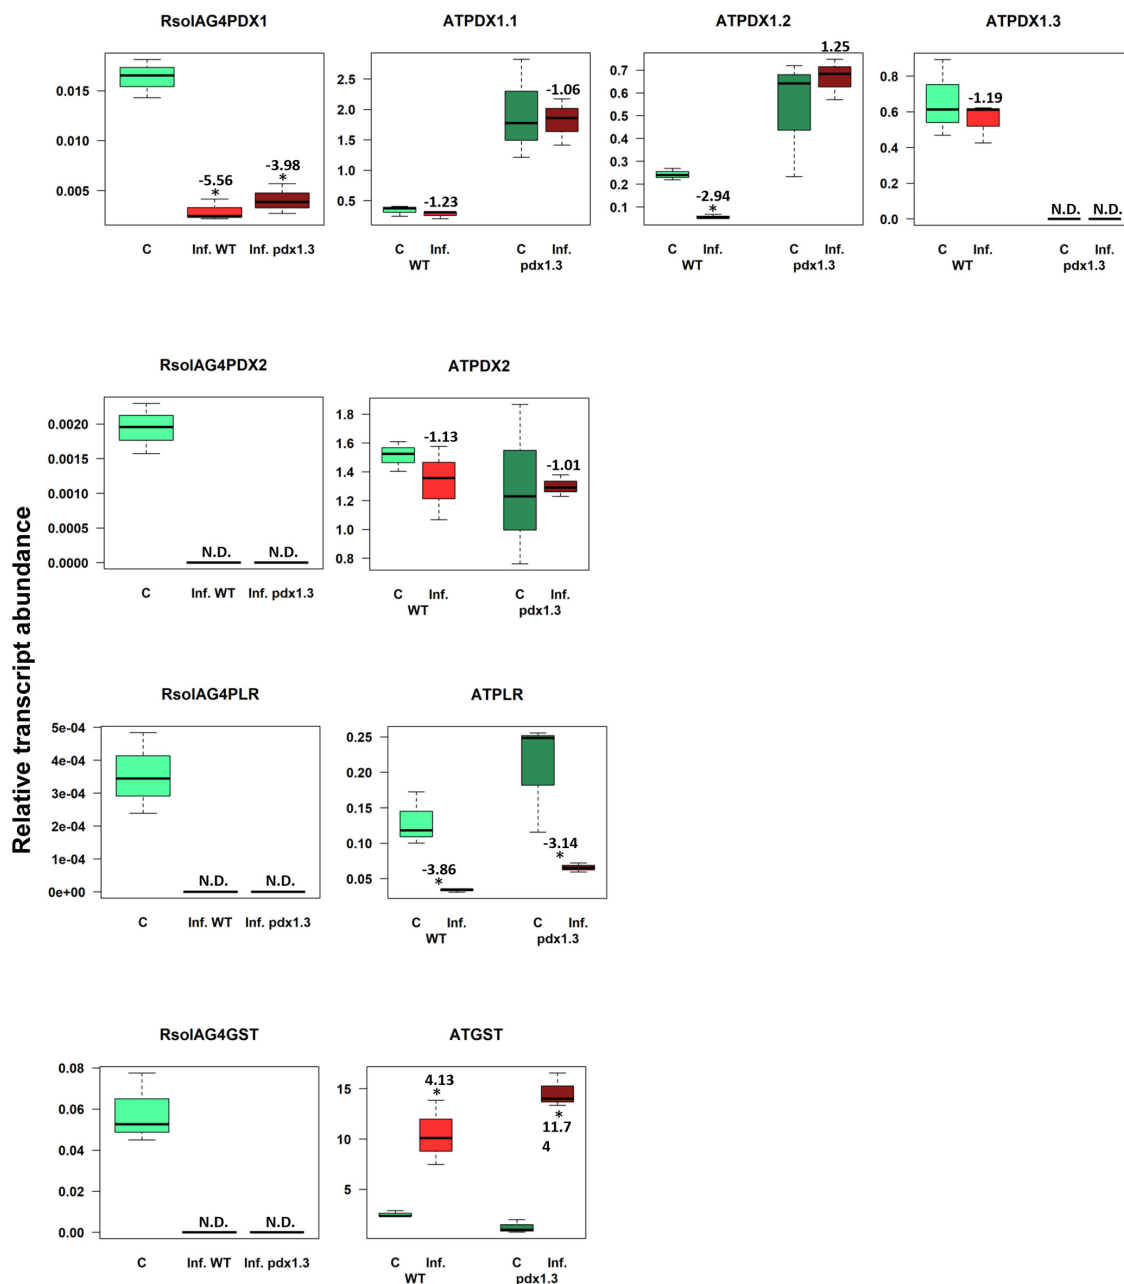 RsolAG4PDX1
ATPDX1.1
ATPDX1.2
ATPDX1.3
0.015
0.005
-5.56
*
-3.98
*
C Inf. WT Inf. pdx1.3
2.5
2.0
1.5
1.0
0.5
-1.23
-1.06
C Inf. C Inf.
WT pdx1.3
0.7
0.6
0.5
0.4
0.3
0.2
0.1
-2.94
*
1.25
C Inf. C Inf.
WT pdx1.3
0.8
0.6
0.4
0.2
0.0
-1.19
N.D. N.D.
C Inf. C Inf.
WT pdx1.3
Relative transcript abundance
RsolAG4PDX2
ATPDX2
0.0020
0.0015
0.0010
0.0005
0.0000
N.D. N.D.
C Inf. WT Inf. pdx1.3
1.8
1.6
1.4
1.2
1.0
0.8
-1.13
-1.01
C Inf. C Inf.
WT pdx1.3
RsolAG4PLR
ATPLR
5e-04
4e-04
3e-04
2e-04
1e-04
0e+00
N.D. N.D.
C Inf. WT Inf. pdx1.3
0.25
0.20
0.15
0.10
0.05
-3.86
*
-3.14
*
C Inf. C Inf.
WT pdx1.3
RsolAG4GST
ATGST
0.08
0.06
0.04
0.02
0.00
N.D. N.D.
C Inf. WT Inf. pdx1.3
15
10
5
4.13
*
*
11.7
4
C Inf. C Inf.
WT pdx1.3